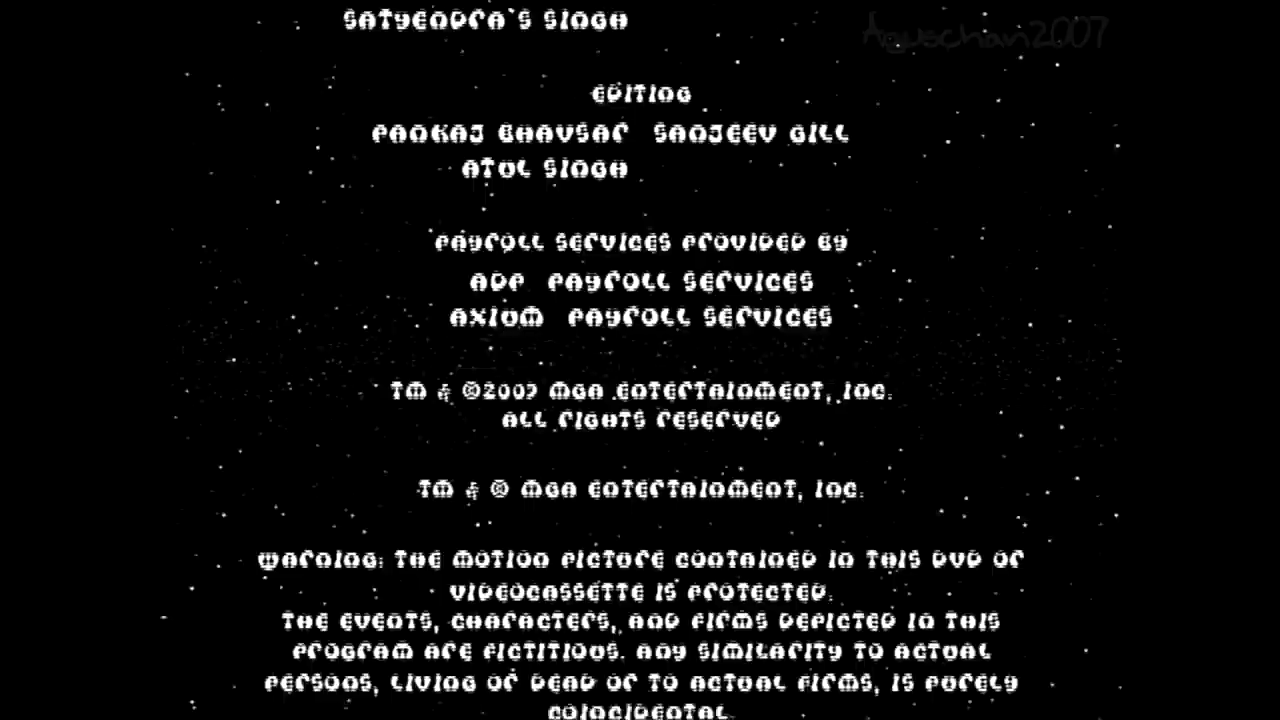 SATYENDRA'S SINGH
Aguschan2007
EDITING
PANKAJ BHAVSAR SANJEEV GILL
ATUL SINGH
PAYROLL SERVICES PROVIDED BY
ADP PAYROLL SERVICES
AXIUM PAYROLL SERVICES
TM & ©2007 MGA ENTERTAINMENT, INC.
ALL RIGHTS RESERVED
TM & © MGA ENTERTAINMENT, INC.
WARNING: THE MOTION PICTURE CONTAINED IN THIS DVD OR
VIDEOCASSETTE IS PROTECTED.
THE EVENTS, CHARACTERS, AND FIRMS DEPICTED IN THIS
PROGRAM ARE FICTITIOUS. ANY SIMILARITY TO ACTUAL
PERSONS, LIVING OR DEAD OR TO ACTUAL FIRMS, IS PURELY
COINCIDENTAL